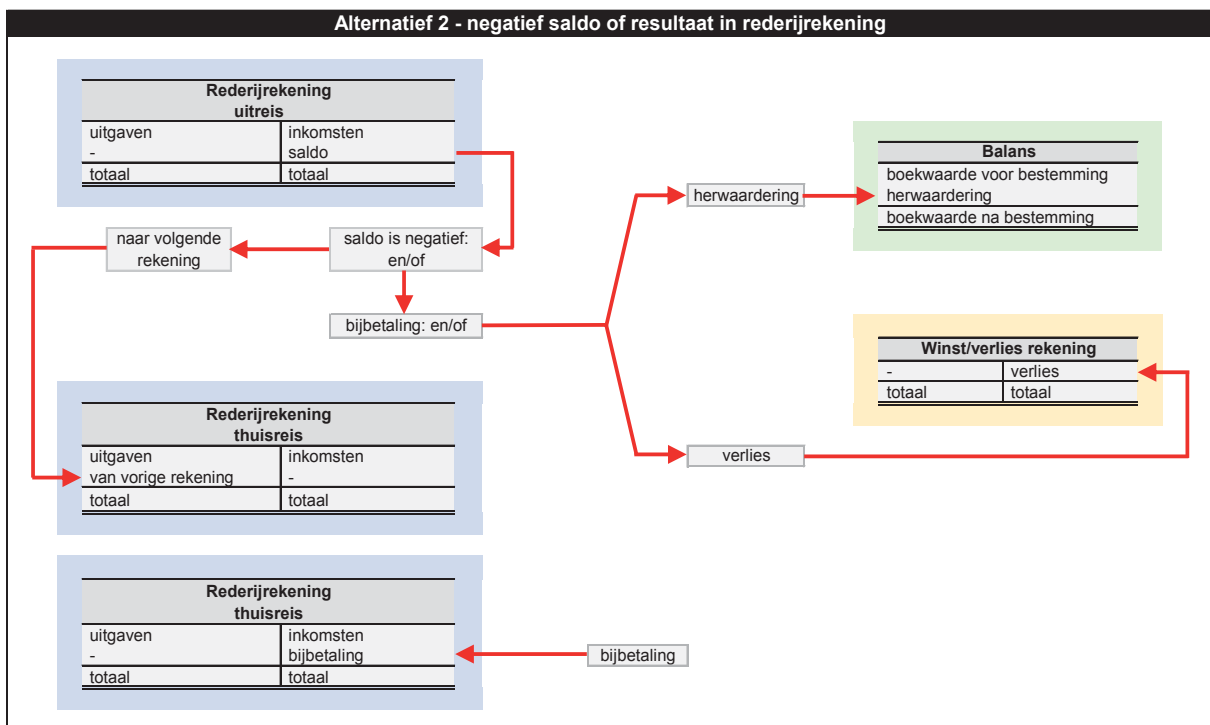 Alternatief 2 - negatief saldo of resultaat in rederijrekening
Rederijrekening
uitreis
uitgaven inkomsten
- saldo
totaal totaal
naar volgende
rekening
saldo is negatief:
en/of
bijbetaling: en/of
herwaardering
Balans
boekwaarde voor bestemming
herwaardering
boekwaarde na bestemming
Winst/verlies rekening
- verlies
totaal totaal
verlies
Rederijrekening
thuisreis
uitgaven inkomsten
van vorige rekening -
totaal totaal
Rederijrekening
thuisreis
uitgaven inkomsten
- bijbetaling
totaal totaal
bijbetaling